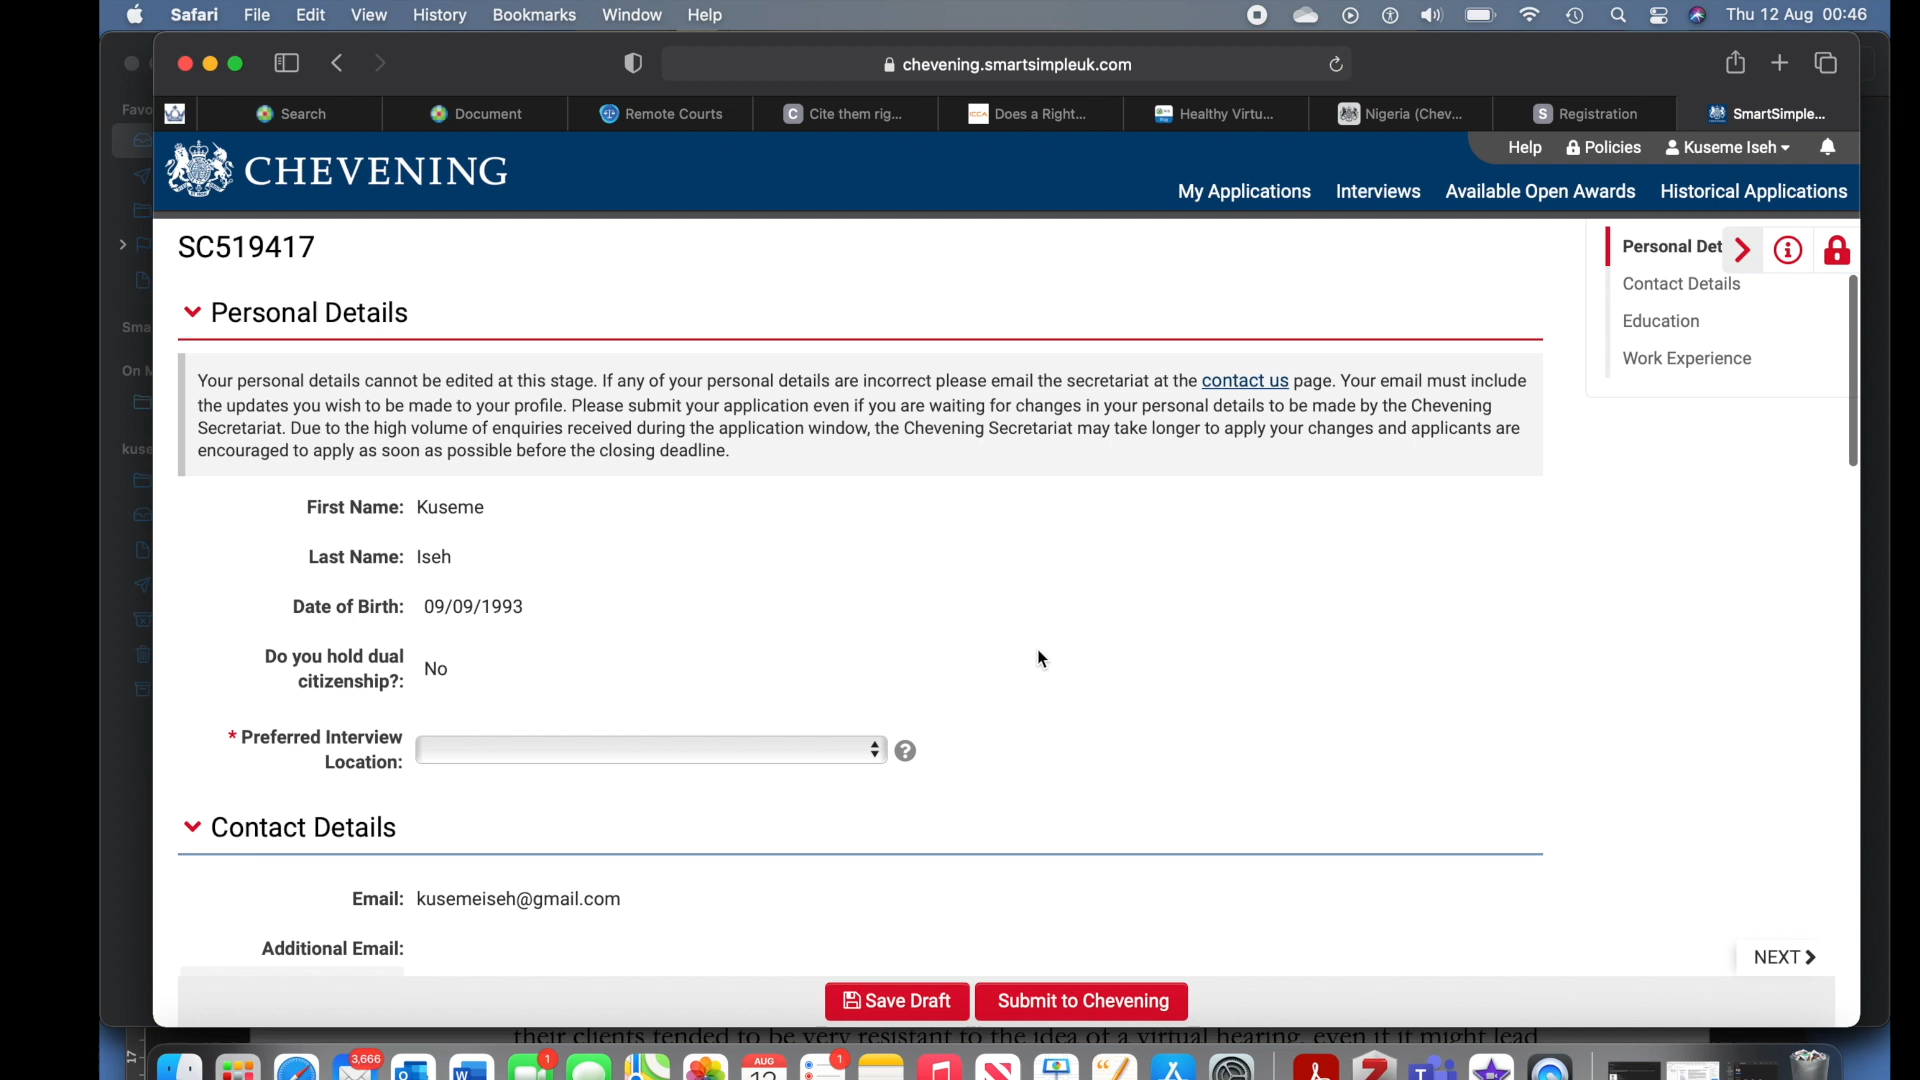 Safari File Edit View History Bookmarks Window Help Thu 12 Aug 00:46
chevening.smartsimpleuk.com
Search Document Remote Courts Cite them rig... Does a Right... Healthy Virtu... Nigeria (Chev... Registration SmartSimple...
Favo
Sma
On M
kuse
CHEVENING
Help Policies Kuseme Iseh
My Applications Interviews Available Open Awards Historical Applications
SC519417
Personal Det
Contact Details
Education
Work Experience
Personal Details
Your personal details cannot be edited at this stage. If any of your personal details are incorrect please email the secretariat at the contact us page. Your email must include
the updates you wish to be made to your profile. Please submit your application even if you are waiting for changes in your personal details to be made by the Chevening
Secretariat. Due to the high volume of enquiries received during the application window, the Chevening Secretariat may take longer to apply your changes and applicants are
encouraged to apply as soon as possible before the closing deadline.
First Name: Kuseme
Last Name: Iseh
Date of Birth: 09/09/1993
Do you hold dual
citizenship?: No
* Preferred Interview
Location:
Contact Details
Email: kusemeiseh@gmail.com
Additional Email:
NEXT
Save Draft Submit to Chevening
their clients tended to be very resistant to the idea of a virtual hearing, even if it might lead
17
3,666 1 AUG 12 1